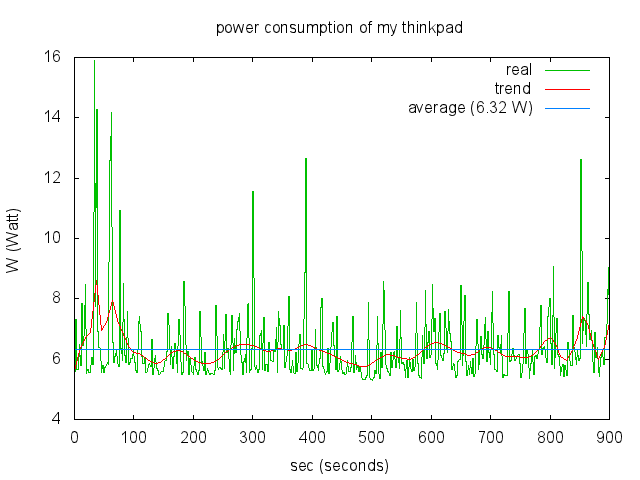 power consumption of my thinkpad
real
trend
average (6.32 W)
16
14
12
10
8
6
4
W (Watt)
0 100 200 300 400 500 600 700 800 900
sec (seconds)